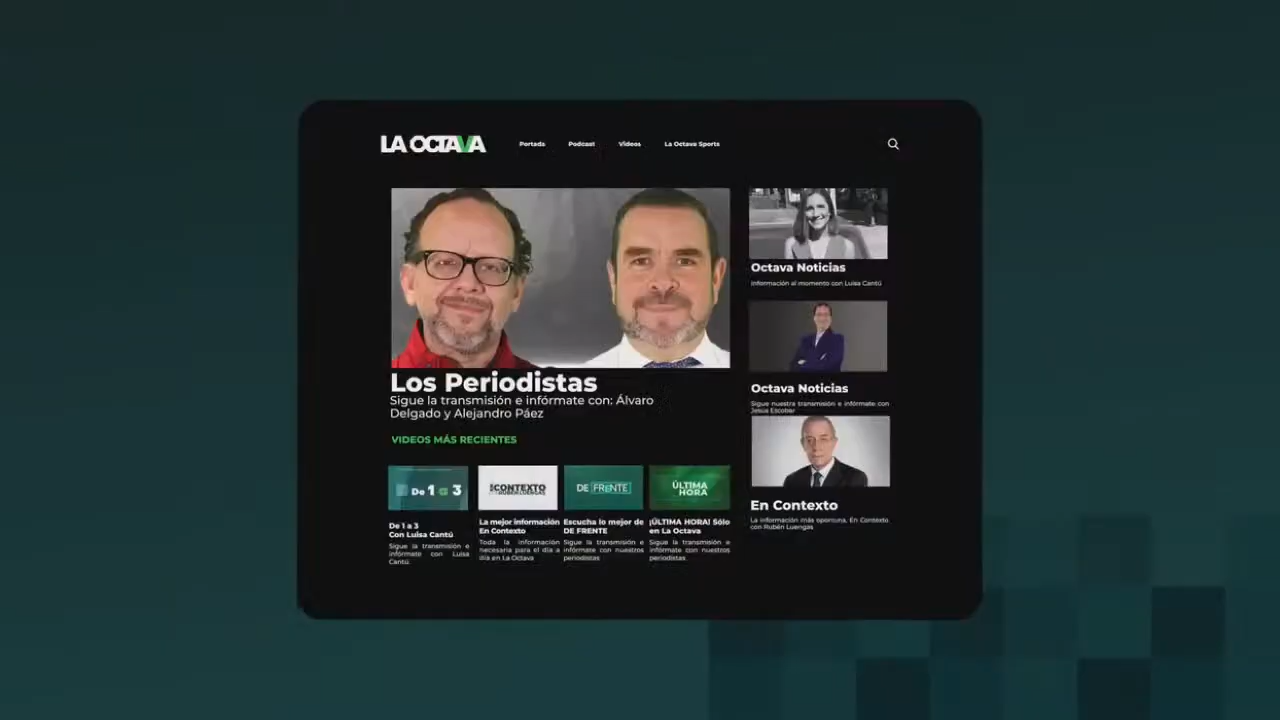 LA OCTAVA
Portada
Podcast
Videos
La Octava Sports
Los Periodistas
Sigue la transmisión e infórmate con: Álvaro
Delgado y Alejandro Páez
VIDEOS MÁS RECIENTES
De 1 a 3
De 1 a 3
Con Luisa Cantú
Sigue la transmisión e
infórmate con Luisa
Cantú.
CONTEXTO
RUBÉN LUENGAS
La mejor información
En Contexto
Toda la información
necesaria para el día a
día en La Octava
DE FRENTE
Escucha lo mejor de
DE FRENTE
Sigue la transmisión e
infórmate con nuestros
periodistas
ÚLTIMA
HORA
¡ÚLTIMA HORA! Sólo
en La Octava
Sigue la transmisión e
infórmate con nuestros
periodistas
Octava Noticias
Información al momento con Luisa Cantú
Octava Noticias
Sigue nuestra transmisión e infórmate con
Jesús Escobar
En Contexto
La información más oportuna, En Contexto
con Rubén Luengas